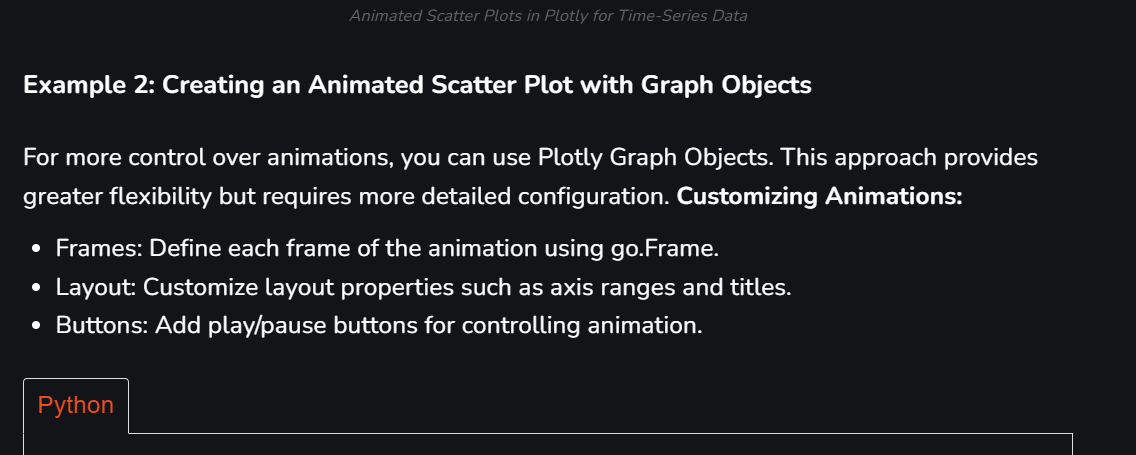 Animated Scatter Plots in Plotly for Time-Series Data
Example 2: Creating an Animated Scatter Plot with Graph Objects
For more control over animations, you can use Plotly Graph Objects. This approach provides
greater flexibility but requires more detailed configuration. Customizing Animations:
• Frames: Define each frame of the animation using go.Frame.
• Layout: Customize layout properties such as axis ranges and titles.
• Buttons: Add play/pause buttons for controlling animation.
Python